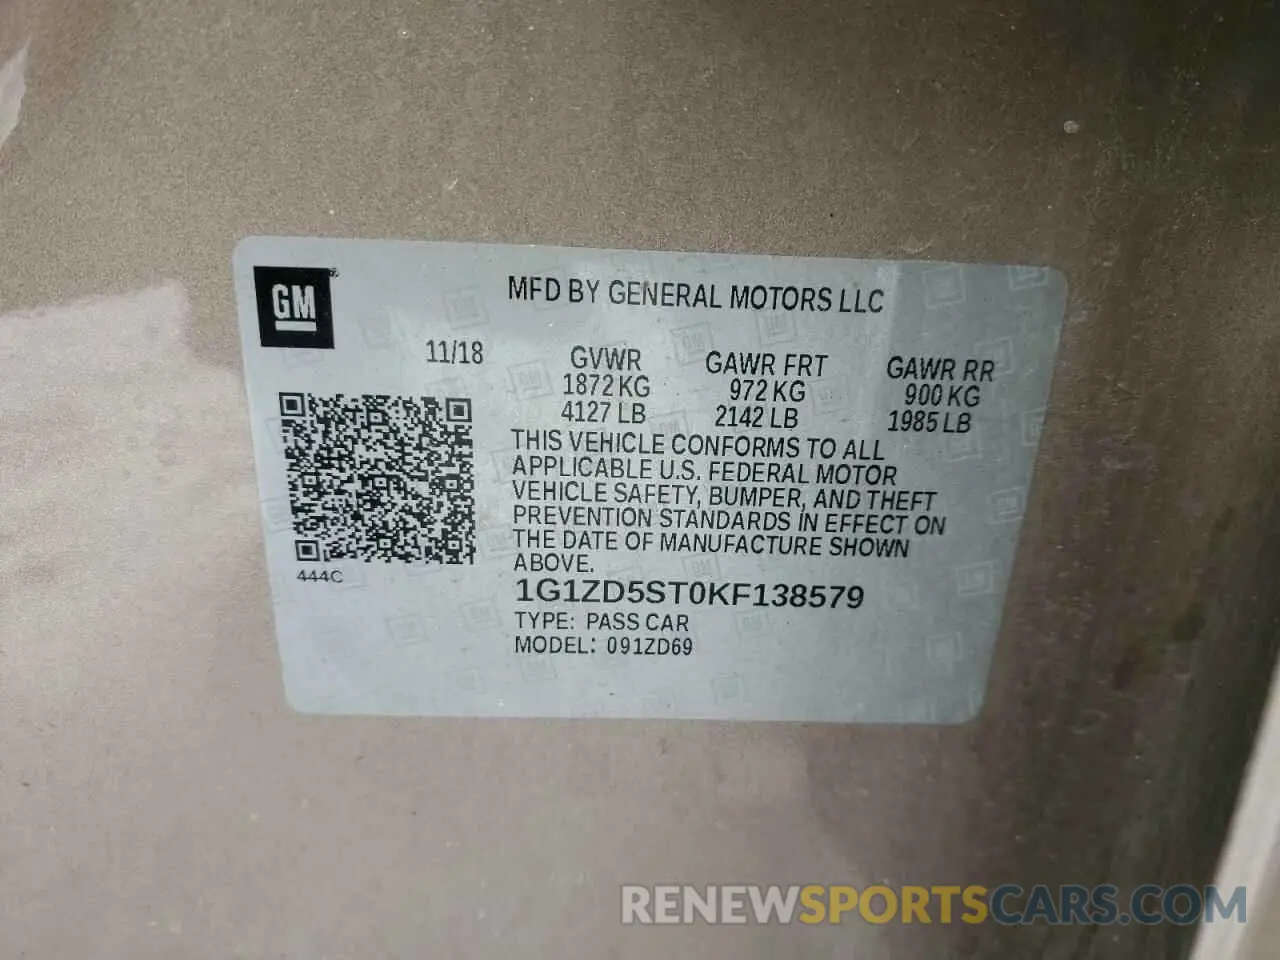 GM
MFD BY GENERAL MOTORS LLC
11/18
GVWR
1872 KG
4127 LB
GAWR FRT
972 KG
2142 LB
GAWR RR
900 KG
1985 LB
THIS VEHICLE CONFORMS TO ALL
APPLICABLE U.S. FEDERAL MOTOR
VEHICLE SAFETY, BUMPER, AND THEFT
PREVENTION STANDARDS IN EFFECT ON
THE DATE OF MANUFACTURE SHOWN
ABOVE.
444C
1G1ZD5ST0KF138579
TYPE: PASS CAR
MODEL: 091ZD69
RENEWSPORTSCARS.COM